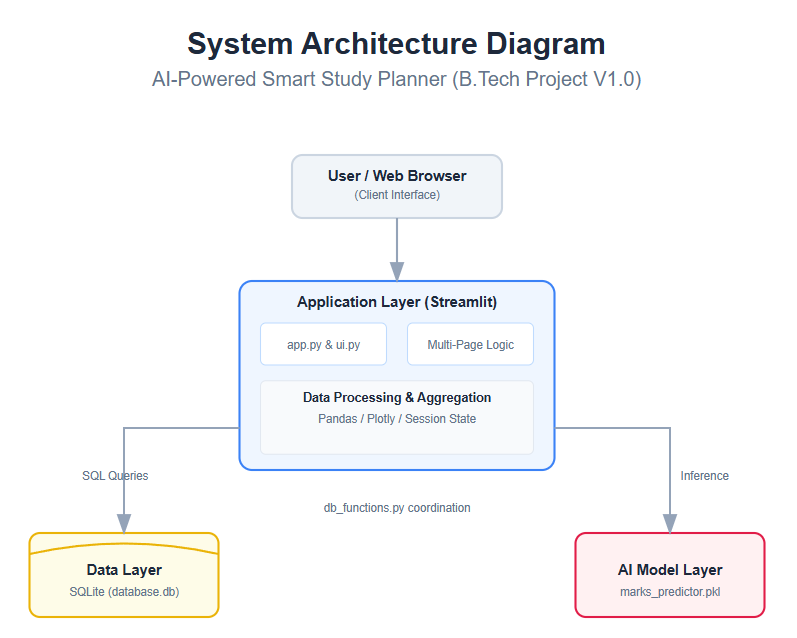 System Architecture Diagram
AI-Powered Smart Study Planner (B.Tech Project V1.0)
User / Web Browser
(Client Interface)
Application Layer (Streamlit)
app.py & ui.py
Multi-Page Logic
Data Processing & Aggregation
Pandas / Plotly / Session State
SQL Queries
Inference
db_functions.py coordination
Data Layer
SQLite (database.db)
AI Model Layer
marks_predictor.pkl